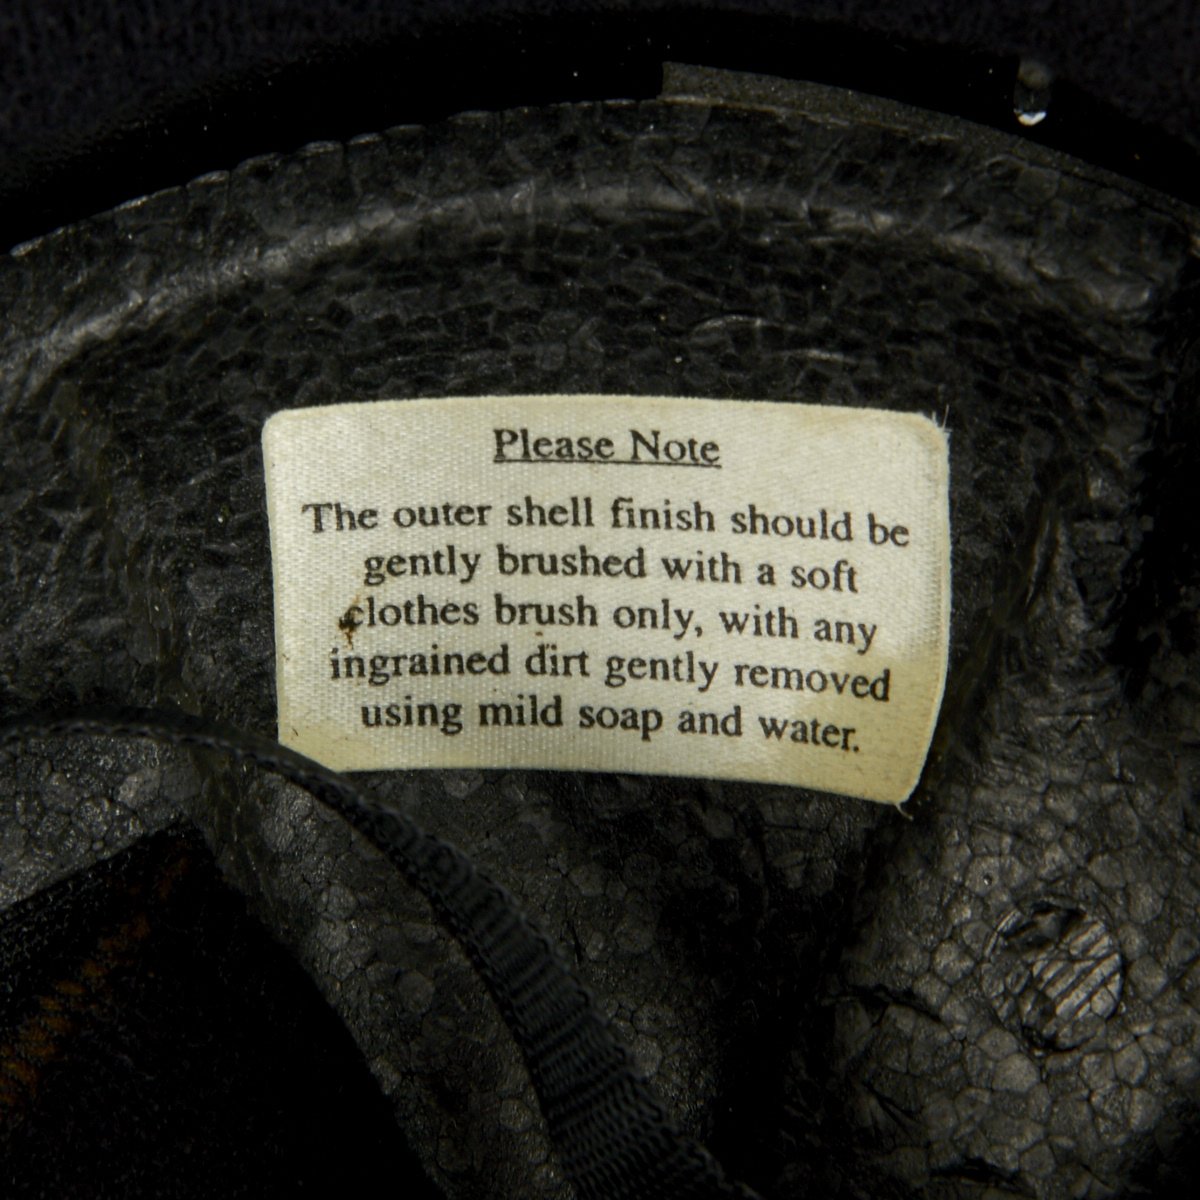 Please Note
The outer shell finish should be
gently brushed with a soft
clothes brush only, with any
ingrained dirt gently removed
using mild soap and water.